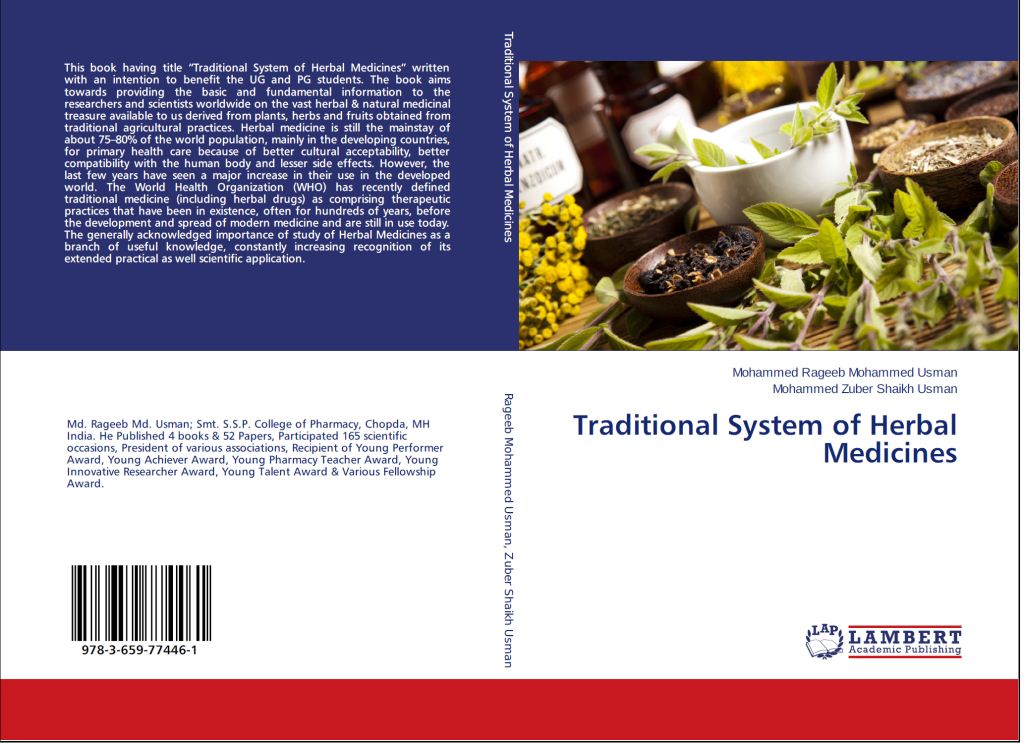 This book having title “Traditional System of Herbal Medicines” written
with an intention to benefit the UG and PG students. The book aims
towards providing the basic and fundamental information to the
researchers and scientists worldwide on the vast herbal & natural medicinal
treasure available to us derived from plants, herbs and fruits obtained from
traditional agricultural practices. Herbal medicine is still the mainstay of
about 75–80% of the world population, mainly in the developing countries,
for primary health care because of better cultural acceptability, better
compatibility with the human body and lesser side effects. However, the
last few years have seen a major increase in their use in the developed
world. The World Health Organization (WHO) has recently defined
traditional medicine (including herbal drugs) as comprising therapeutic
practices that have been in existence, often for hundreds of years, before
the development and spread of modern medicine and are still in use today.
The generally acknowledged importance of study of Herbal Medicines as a
branch of useful knowledge, constantly increasing recognition of its
extended practical as well scientific application.
Md. Rageeb Md. Usman; Smt. S.S.P. College of Pharmacy, Chopda, MH
India. He Published 4 books & 52 Papers, Participated 165 scientific
occasions, President of various associations, Recipient of Young Performer
Award, Young Achiever Award, Young Pharmacy Teacher Award, Young
Innovative Researcher Award, Young Talent Award & Various Fellowship
Award.
978-3-659-77446-1
Traditional System of Herbal Medicines
Rageeb Mohammed Usman, Zuber Shaikh Usman
NATR.
Mohammed Rageeb Mohammed Usman
Mohammed Zuber Shaikh Usman
Traditional System of Herbal
Medicines
LAP
LAMBERT
Academic Publishing